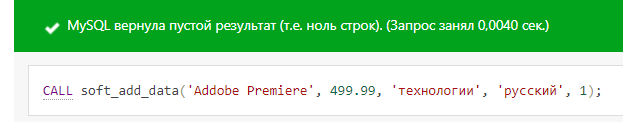 MySQL вернула пустой результат (т.е. ноль строк). (Запрос занял 0,0040 сек.)
CALL soft_add_data('Addobe Premiere', 499.99, 'технологии', 'русский', 1);